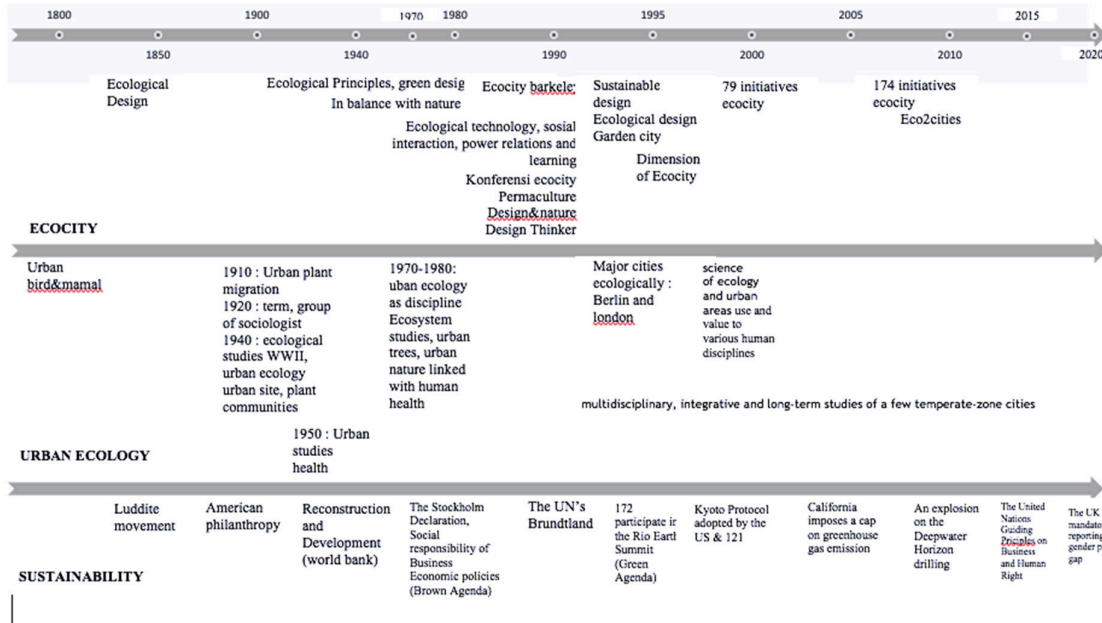 1800 1900 1970 1980 1995 2005 2015
1850 1940 1990 2000 2010 2020
Ecological
Design
Ecological Principles, green desig
In balance with nature
Ecological technology, sosial
interaction, power relations and
learning
Ecocity barkele
Konferensi ecocity
Permaculture
Design&nature
Design Thinker
Sustainable
design
Ecological design
Garden city
Dimension
of Ecocity
79 initiatives
ecocity
174 initiatives
ecocity
Eco2cities
ECOCITY
Urban
bird&mamal
1910 : Urban plant
migration
1920 : term, group
of sociologist
1940 : ecological
studies WWII,
urban ecology
urban site, plant
communities
1950 : Urban
studies
health
1970-1980:
uban ecology
as discipline
Ecosystem
studies, urban
trees, urban
nature linked
with human
health
Major cities
ecologically :
Berlin and
london
science
of ecology
and urban
areas use and
value to
various human
disciplines
multidisciplinary, integrative and long-term studies of a few temperate-zone cities
URBAN ECOLOGY
Luddite
movement
American
philanthropy
Reconstruction
and
Development
(world bank)
The Stockholm
Declaration,
Social
responsibility of
Business
Economic policies
(Brown Agenda)
The UN's
Brundtland
172
participate ir
the Rio Eartl
Summit
(Green
Agenda)
Kyoto Protocol
adopted by the
US & 121
California
imposes a cap
on greenhouse
gas emission
An explosion
on the
Deepwater
Horizon
drilling
The United
Nations
Guiding
Priciples on
Business
and Human
Right
The UK
mandato
reporting
gender p
gap
SUSTAINABILITY